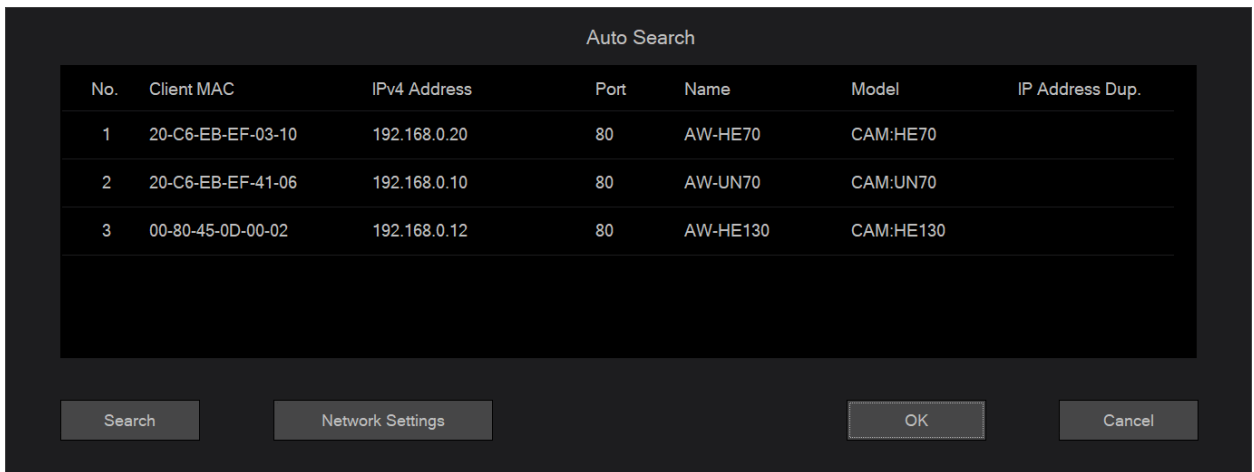 Auto Search
No. Client MAC IPv4 Address Port Name Model IP Address Dup.
1 20-C6-EB-EF-03-10 192.168.0.20 80 AW-HE70 CAM:HE70
2 20-C6-EB-EF-41-06 192.168.0.10 80 AW-UN70 CAM:UN70
3 00-80-45-0D-00-02 192.168.0.12 80 AW-HE130 CAM:HE130
Search Network Settings OK Cancel